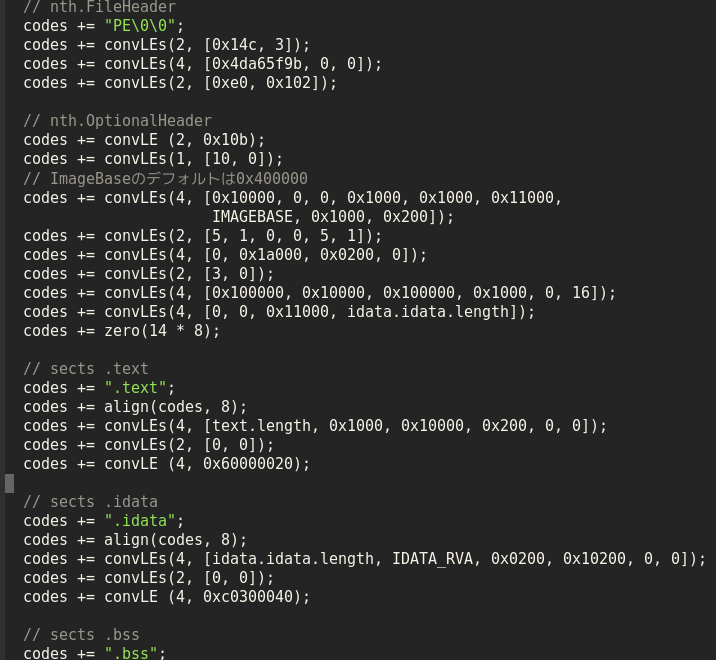 // nth.FileHeader
codes += "PE\0\0";
codes += convLEs(2, [0x14c, 3]);
codes += convLEs(4, [0x4da65f9b, 0, 0]);
codes += convLEs(2, [0xe0, 0x102]);
// nth.OptionalHeader
codes += convLE (2, 0x10b);
codes += convLEs(1, [10, 0]);
// ImageBaseのデフォルトは0x400000
codes += convLEs(4, [0x10000, 0, 0, 0x1000, 0x1000, 0x11000,
IMAGEBASE, 0x1000, 0x200]);
codes += convLEs(2, [5, 1, 0, 0, 5, 1]);
codes += convLEs(4, [0, 0x1a000, 0x0200, 0]);
codes += convLEs(2, [3, 0]);
codes += convLEs(4, [0x100000, 0x10000, 0x100000, 0x1000, 0, 16]);
codes += convLEs(4, [0, 0, 0x11000, idata.idata.length]);
codes += zero(14 * 8);
// sects .text
codes += ".text";
codes += align(codes, 8);
codes += convLEs(4, [text.length, 0x1000, 0x10000, 0x200, 0, 0]);
codes += convLEs(2, [0, 0]);
codes += convLE (4, 0x60000020);
// sects .idata
codes += ".idata";
codes += align(codes, 8);
codes += convLEs(4, [idata.idata.length, IDATA_RVA, 0x0200, 0x10200, 0, 0]);
codes += convLEs(2, [0, 0]);
codes += convLE (4, 0xc0300040);
// sects .bss
codes += ".bss";